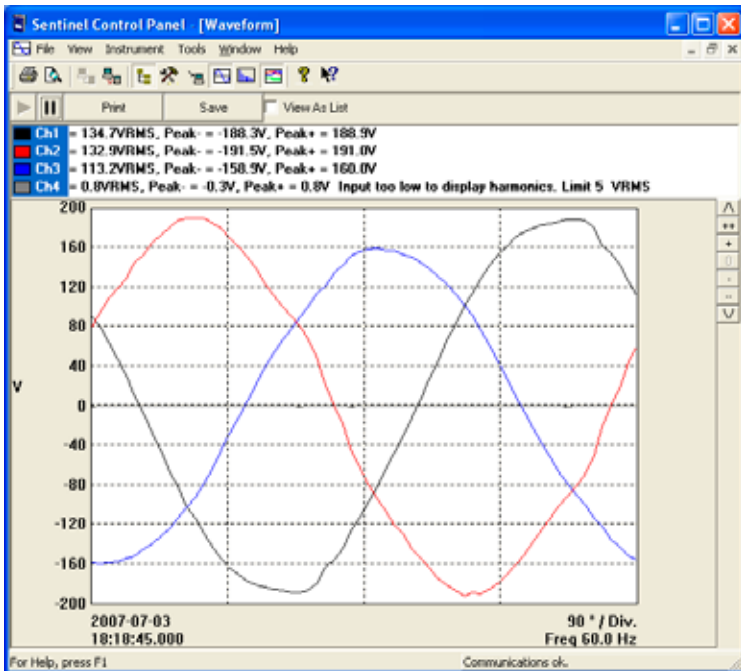 Sentinel Control Panel - [Waveform]
File View Instrument Tools Window Help
Print Save View As List
Ch1 = 134.7VRMS, Peak- = -188.3V, Peak+ = 188.9V
Ch2 = 132.9VRMS, Peak- = -191.5V, Peak+ = 191.0V
Ch3 = 113.2VRMS, Peak- = -158.9V, Peak+ = 160.0V
Ch4 = 0.8VRMS, Peak- = -0.3V, Peak+ = 0.8V Input too low to display harmonics. Limit 5 VRMS
200
160
120
80
40
V
0
-40
-80
-120
-160
-200
2007-07-03
18:18:45.000
90 °/ Div.
Freq 60.0 Hz
For Help, press F1
Communications ok.